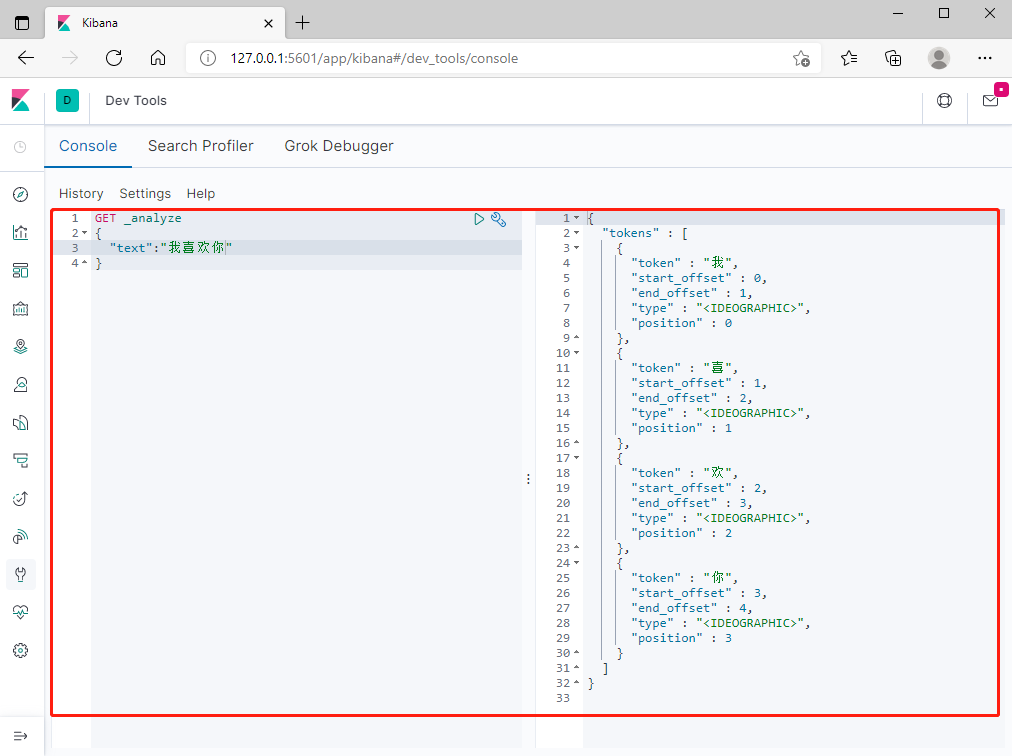 Kibana
127.0.0.1:5601/app/kibana#/dev_tools/console
D
Dev Tools
Console
Search Profiler
Grok Debugger
History
Settings
Help
1 GET _analyze
2 {
3 "text":"我喜欢你"
4 }
1 {
2 "tokens" : [
3 {
4 "token" : "我",
5 "start_offset" : 0,
6 "end_offset" : 1,
7 "type" : "<IDEOGRAPHIC>",
8 "position" : 0
9 },
10 {
11 "token" : "喜",
12 "start_offset" : 1,
13 "end_offset" : 2,
14 "type" : "<IDEOGRAPHIC>",
15 "position" : 1
16 },
17 {
18 "token" : "欢",
19 "start_offset" : 2,
20 "end_offset" : 3,
21 "type" : "<IDEOGRAPHIC>",
22 "position" : 2
23 },
24 {
25 "token" : "你",
26 "start_offset" : 3,
27 "end_offset" : 4,
28 "type" : "<IDEOGRAPHIC>",
29 "position" : 3
30 }
31 ]
32 }
33